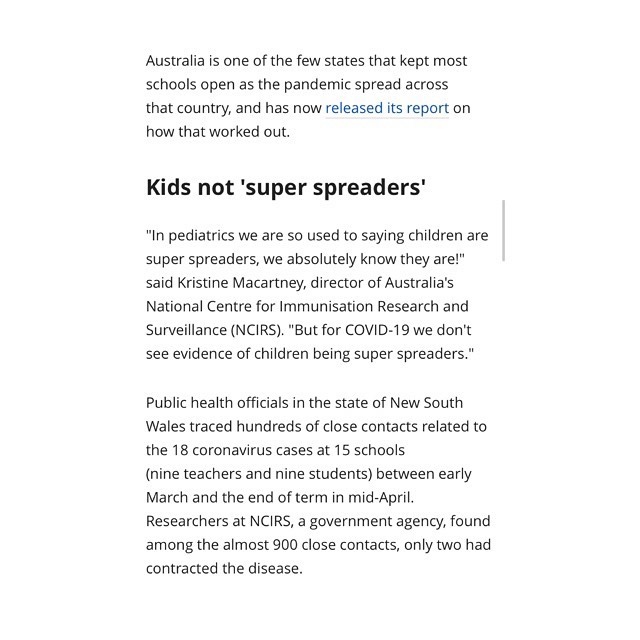 Australia is one of the few states that kept most
schools open as the pandemic spread across
that country, and has now released its report on
how that worked out.
Kids not 'super spreaders'
"In pediatrics we are so used to saying children are
super spreaders, we absolutely know they are!"
said Kristine Macartney, director of Australia's
National Centre for Immunisation Research and
Surveillance (NCIRS). "But for COVID-19 we don't
see evidence of children being super spreaders."
Public health officials in the state of New South
Wales traced hundreds of close contacts related to
the 18 coronavirus cases at 15 schools
(nine teachers and nine students) between early
March and the end of term in mid-April.
Researchers at NCIRS, a government agency, found
among the almost 900 close contacts, only two had
contracted the disease.